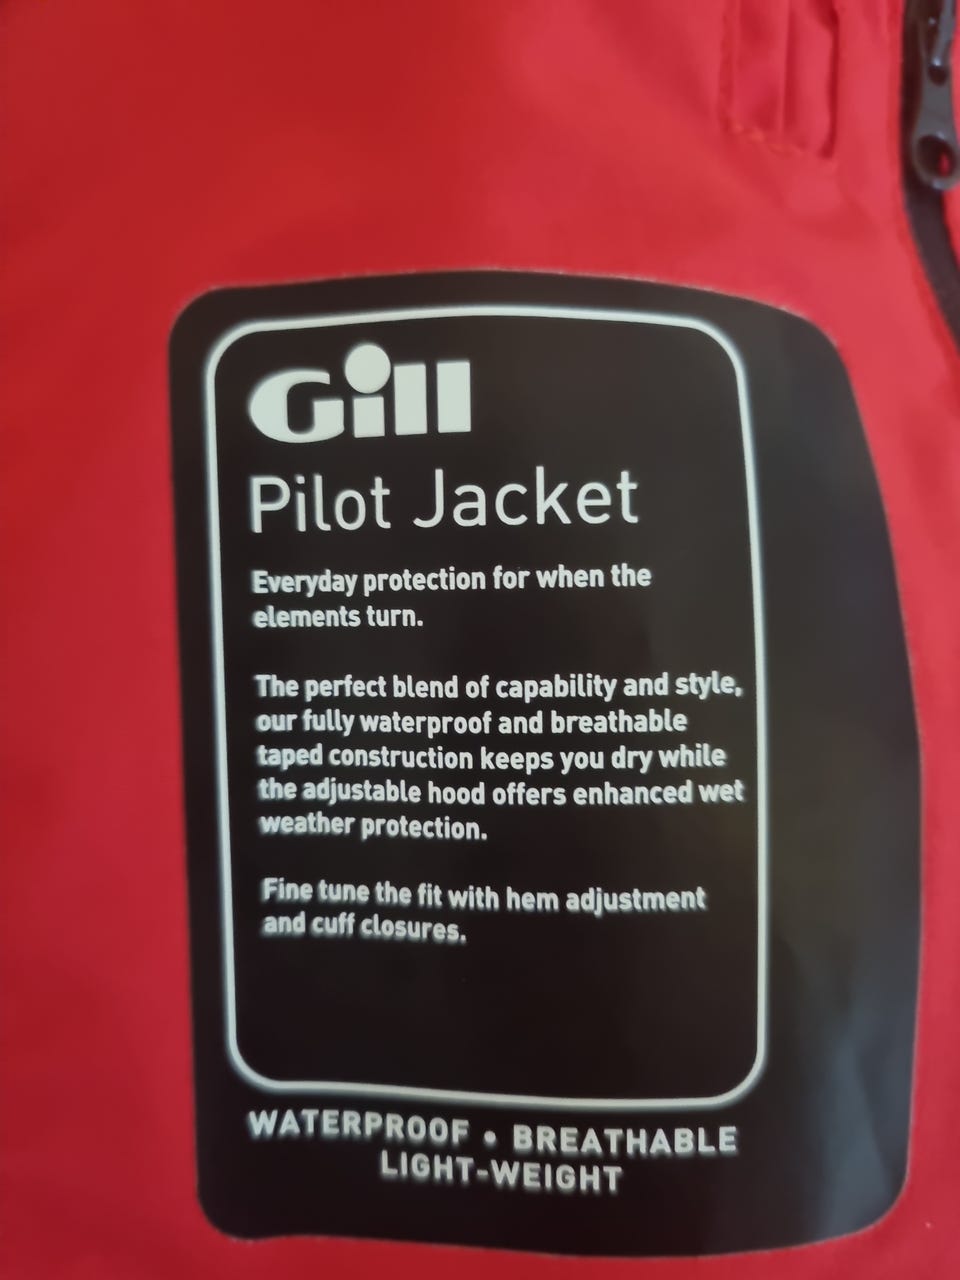 Gill
Pilot Jacket
Everyday protection for when the
elements turn.
The perfect blend of capability and style,
our fully waterproof and breathable
taped construction keeps you dry while
the adjustable hood offers enhanced wet
weather protection.
Fine tune the fit with hem adjustment
and cuff closures.
WATERPROOF • BREATHABLE
LIGHT-WEIGHT